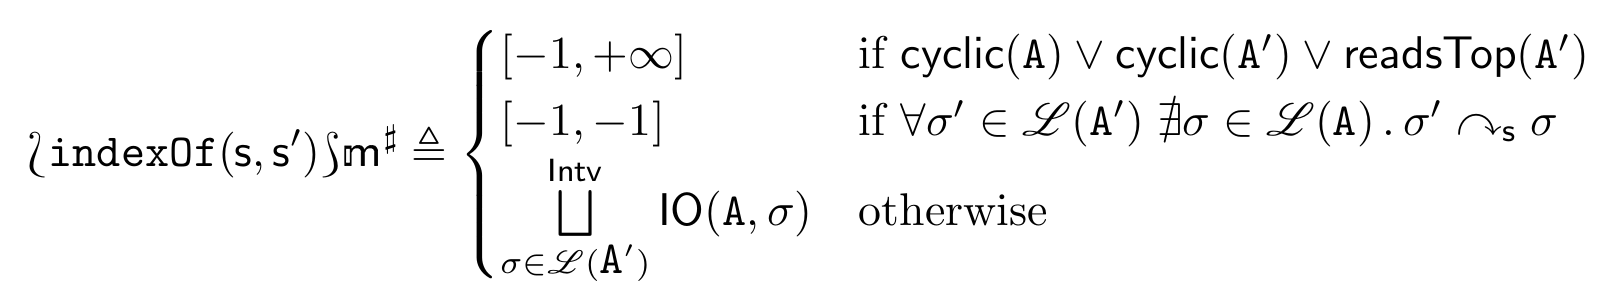 [−1, +∞] if cyclic(A) ∨ cyclic(A′) ∨ readsTop(A′)
[−1, −1] if ∀σ′ ∈ ℒ(A′) ∄σ ∈ ℒ(A) . σ′ ↷ₛ σ
⟅indexOf(s, s′)⟆m♯ ≜
Intv
⨆ IO(A, σ) otherwise
σ∈ℒ(A′)